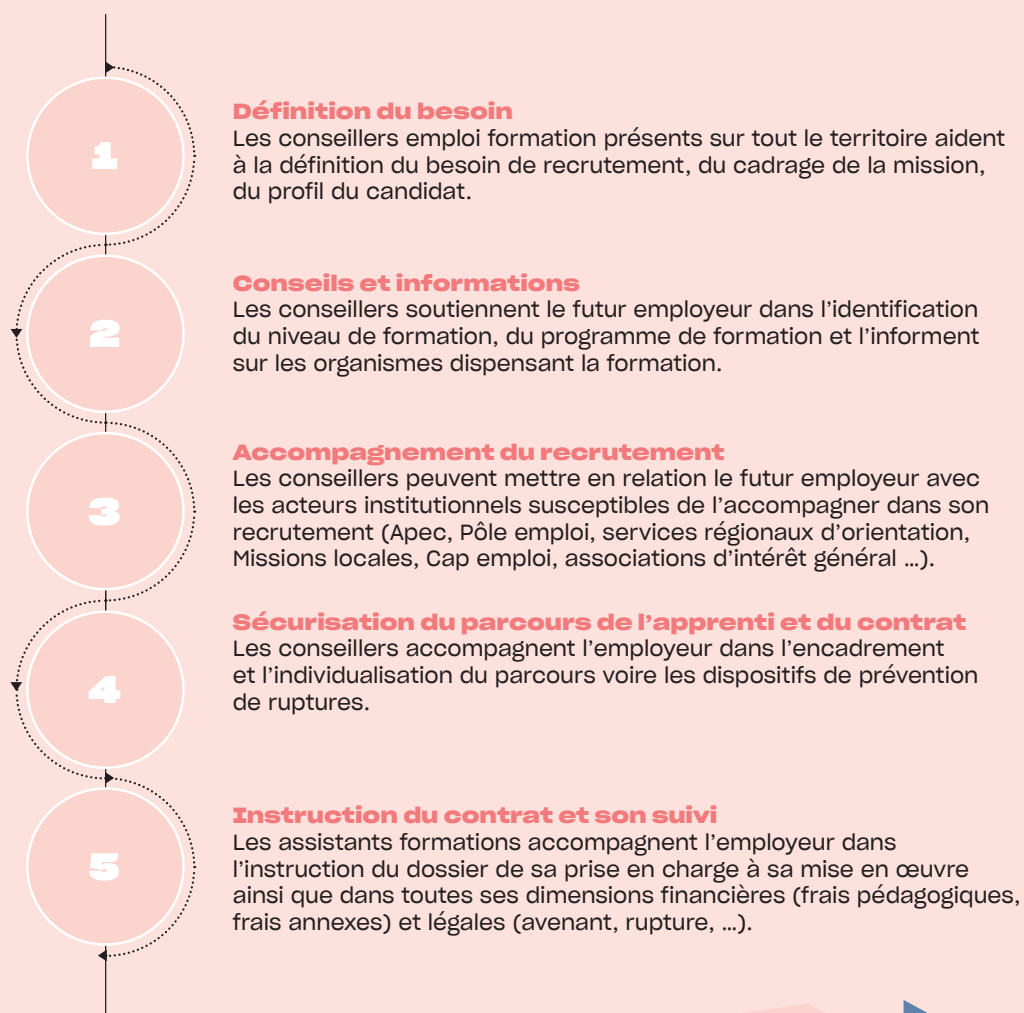 1
Définition du besoin
Les conseillers emploi formation présents sur tout le territoire aident
à la définition du besoin de recrutement, du cadrage de la mission,
du profil du candidat.
2
Conseils et informations
Les conseillers soutiennent le futur employeur dans l’identification
du niveau de formation, du programme de formation et l’informent
sur les organismes dispensant la formation.
3
Accompagnement du recrutement
Les conseillers peuvent mettre en relation le futur employeur avec
les acteurs institutionnels susceptibles de l’accompagner dans son
recrutement (Apec, Pôle emploi, services régionaux d’orientation,
Missions locales, Cap emploi, associations d’intérêt général …).
4
Sécurisation du parcours de l’apprenti et du contrat
Les conseillers accompagnent l’employeur dans l’encadrement
et l’individualisation du parcours voire les dispositifs de prévention
de ruptures.
5
Instruction du contrat et son suivi
Les assistants formations accompagnent l’employeur dans
l’instruction du dossier de sa prise en charge à sa mise en œuvre
ainsi que dans toutes ses dimensions financières (frais pédagogiques,
frais annexes) et légales (avenant, rupture, …).